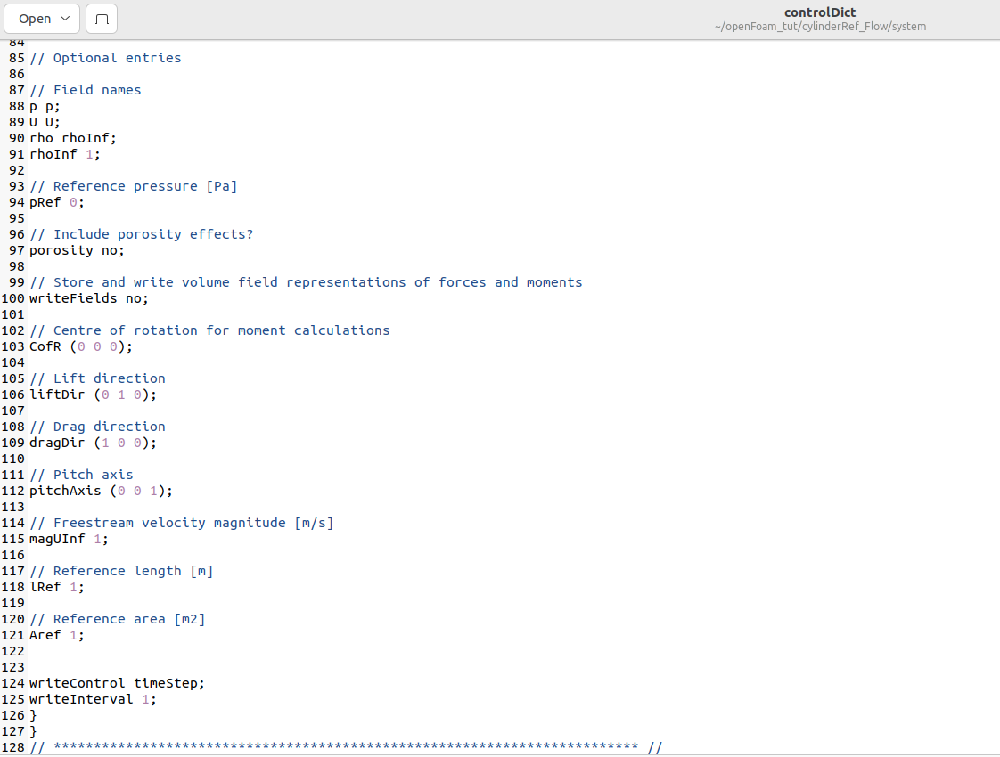 Open
controlDict
~/openFoam_tut/cylinderRef_Flow/system
84
85 // Optional entries
86
87 // Field names
88 p p;
89 U U;
90 rho rhoInf;
91 rhoInf 1;
92
93 // Reference pressure [Pa]
94 pRef 0;
95
96 // Include porosity effects?
97 porosity no;
98
99 // Store and write volume field representations of forces and moments
100 writeFields no;
101
102 // Centre of rotation for moment calculations
103 CofR (0 0 0);
104
105 // Lift direction
106 liftDir (0 1 0);
107
108 // Drag direction
109 dragDir (1 0 0);
110
111 // Pitch axis
112 pitchAxis (0 0 1);
113
114 // Freestream velocity magnitude [m/s]
115 magUInf 1;
116
117 // Reference length [m]
118 lRef 1;
119
120 // Reference area [m2]
121 Aref 1;
122
123
124 writeControl timeStep;
125 writeInterval 1;
126 }
127 }
128 // ************************************************************************* //